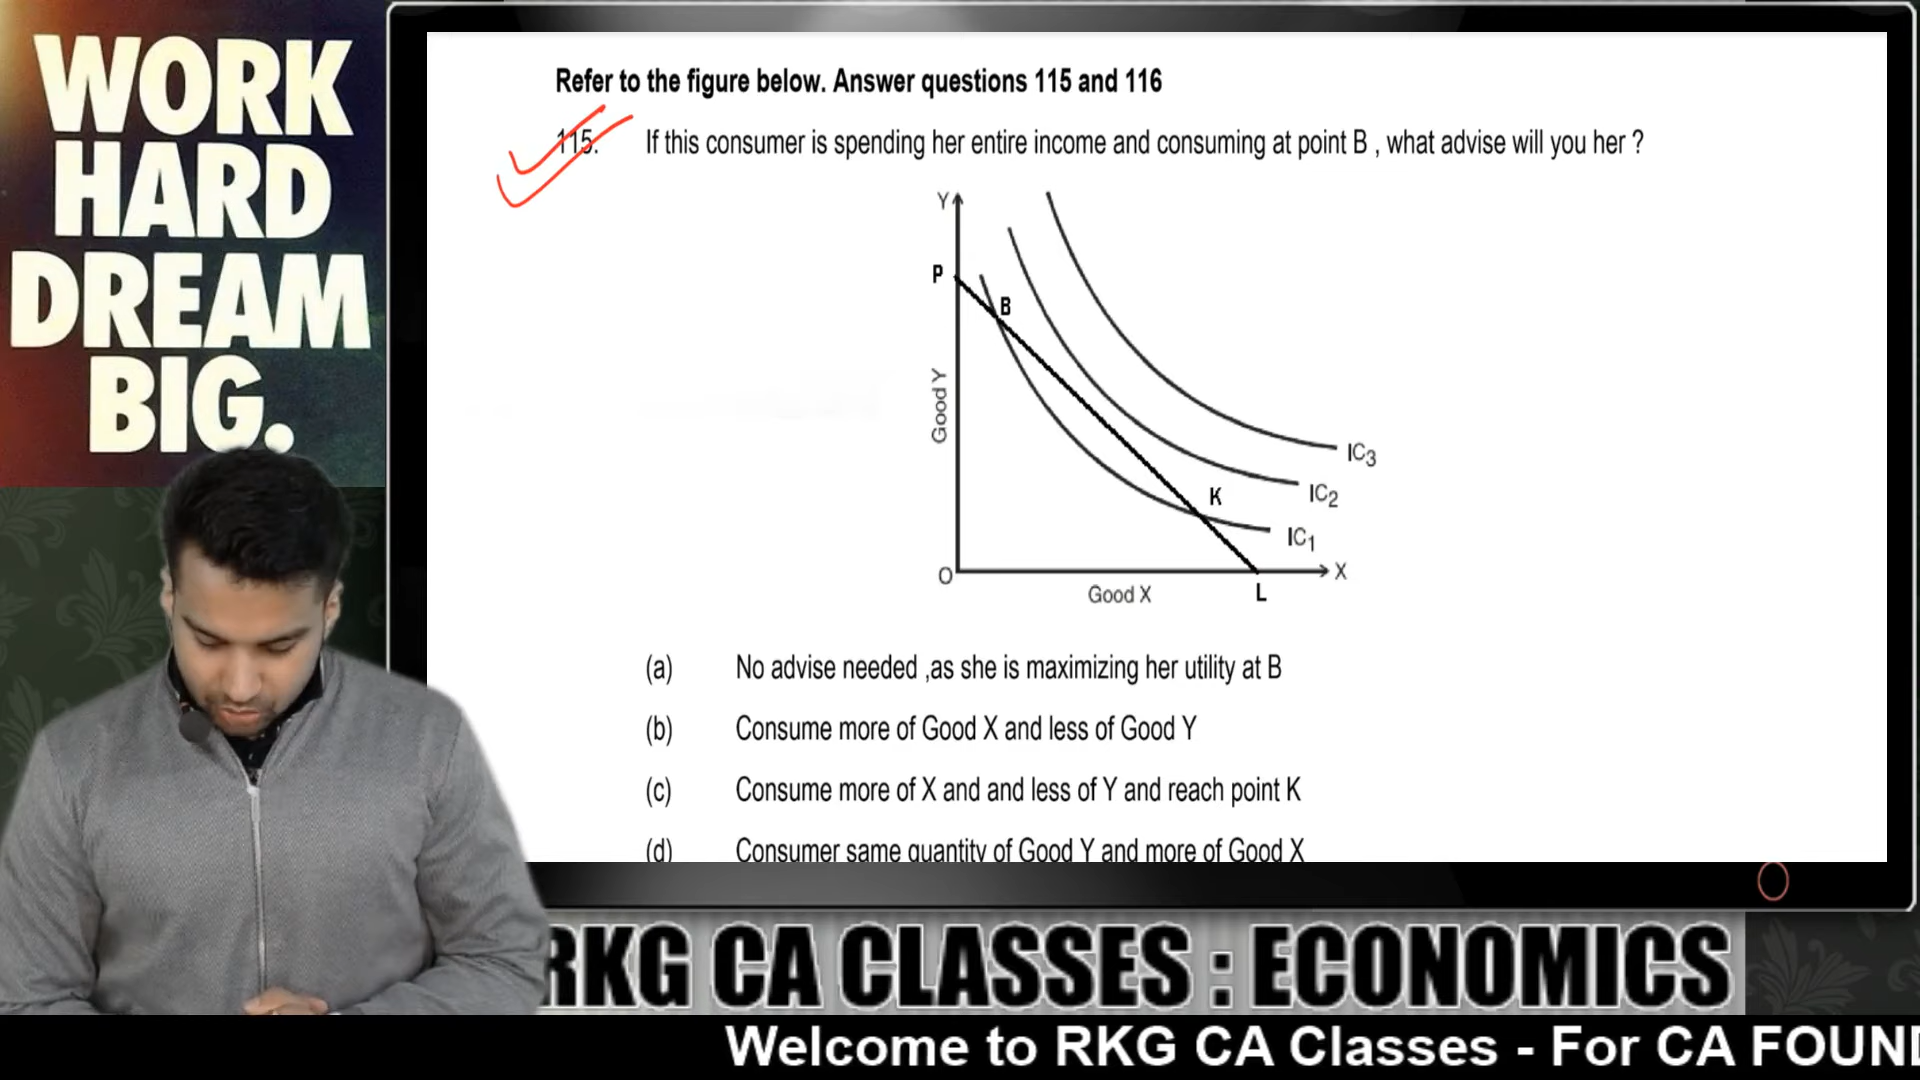 WORK
HARD
DREAM
BIG.
Refer to the figure below. Answer questions 115 and 116
115. If this consumer is spending her entire income and consuming at point B , what advise will you her ?
Y
P
B
Good Y
K
IC3
IC2
IC1
O
X
Good X
L
(a) No advise needed ,as she is maximizing her utility at B
(b) Consume more of Good X and less of Good Y
(c) Consume more of X and and less of Y and reach point K
(d) Consumer same quantity of Good Y and more of Good X
RKG CA CLASSES : ECONOMICS
Welcome to RKG CA Classes - For CA FOUN